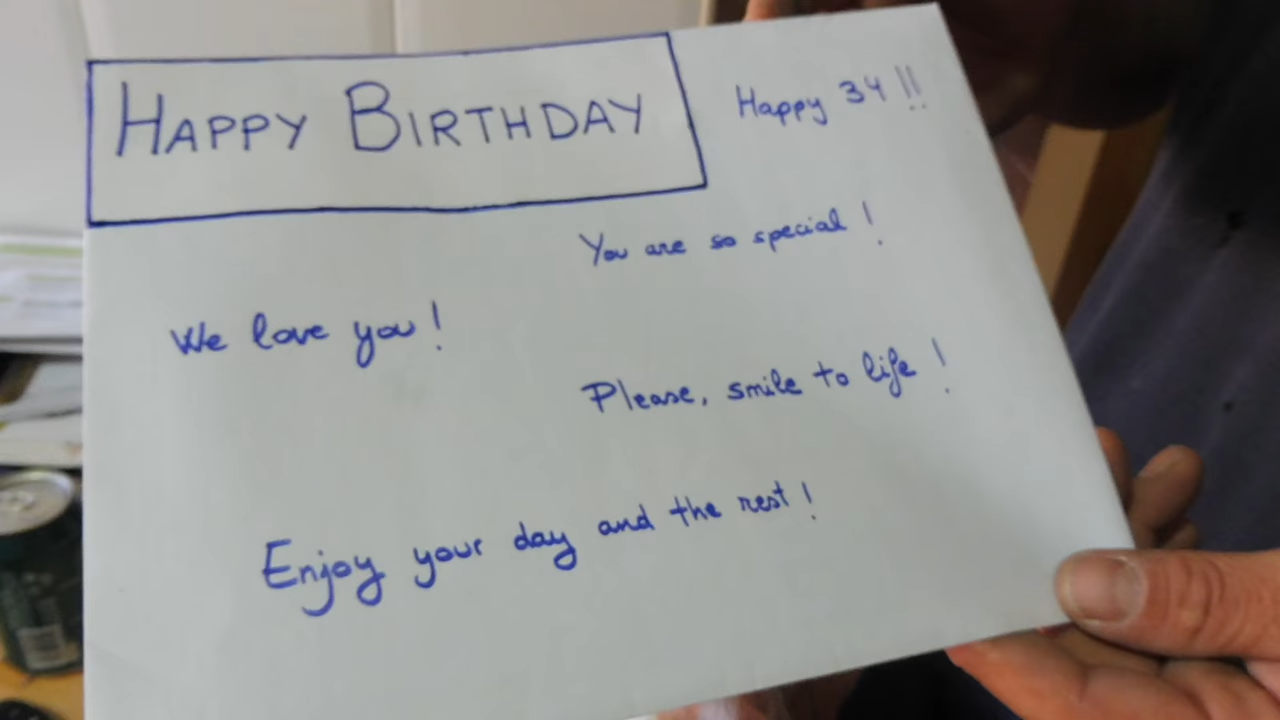 HAPPY BIRTHDAY
Happy 34 !!
You are so special !
We love you !
Please, smile to life !
Enjoy your day and the rest !